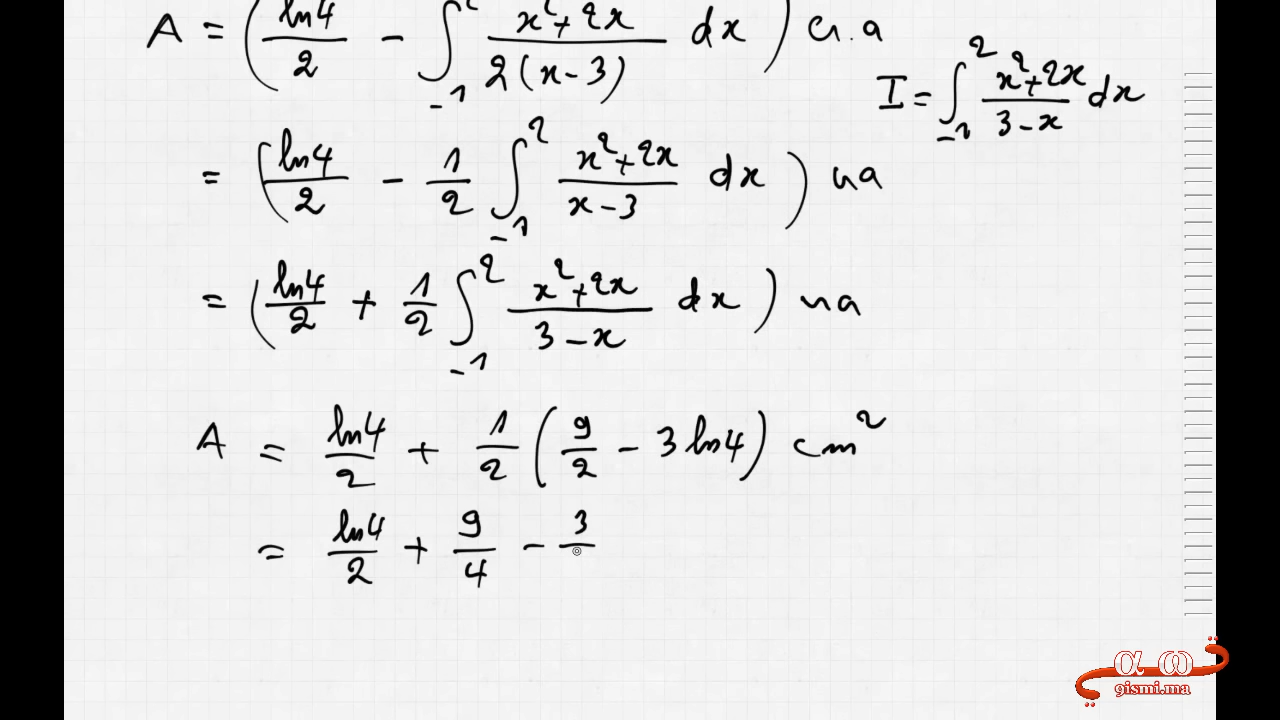 A = ( ln4/2 - ∫_{-1}^{2} (x²+2x)/(2(x-3)) dx ) u.a
I = ∫_{-1}^{2} (x²+2x)/(3-x) dx
= ( ln4/2 - 1/2 ∫_{-1}^{2} (x²+2x)/(x-3) dx ) ua
= ( ln4/2 + 1/2 ∫_{-1}^{2} (x²+2x)/(3-x) dx ) ua
A = ln4/2 + 1/2 ( 9/2 - 3 ln4 ) cm²
= ln4/2 + 9/4 - 3/
α ω
9ismi.ma